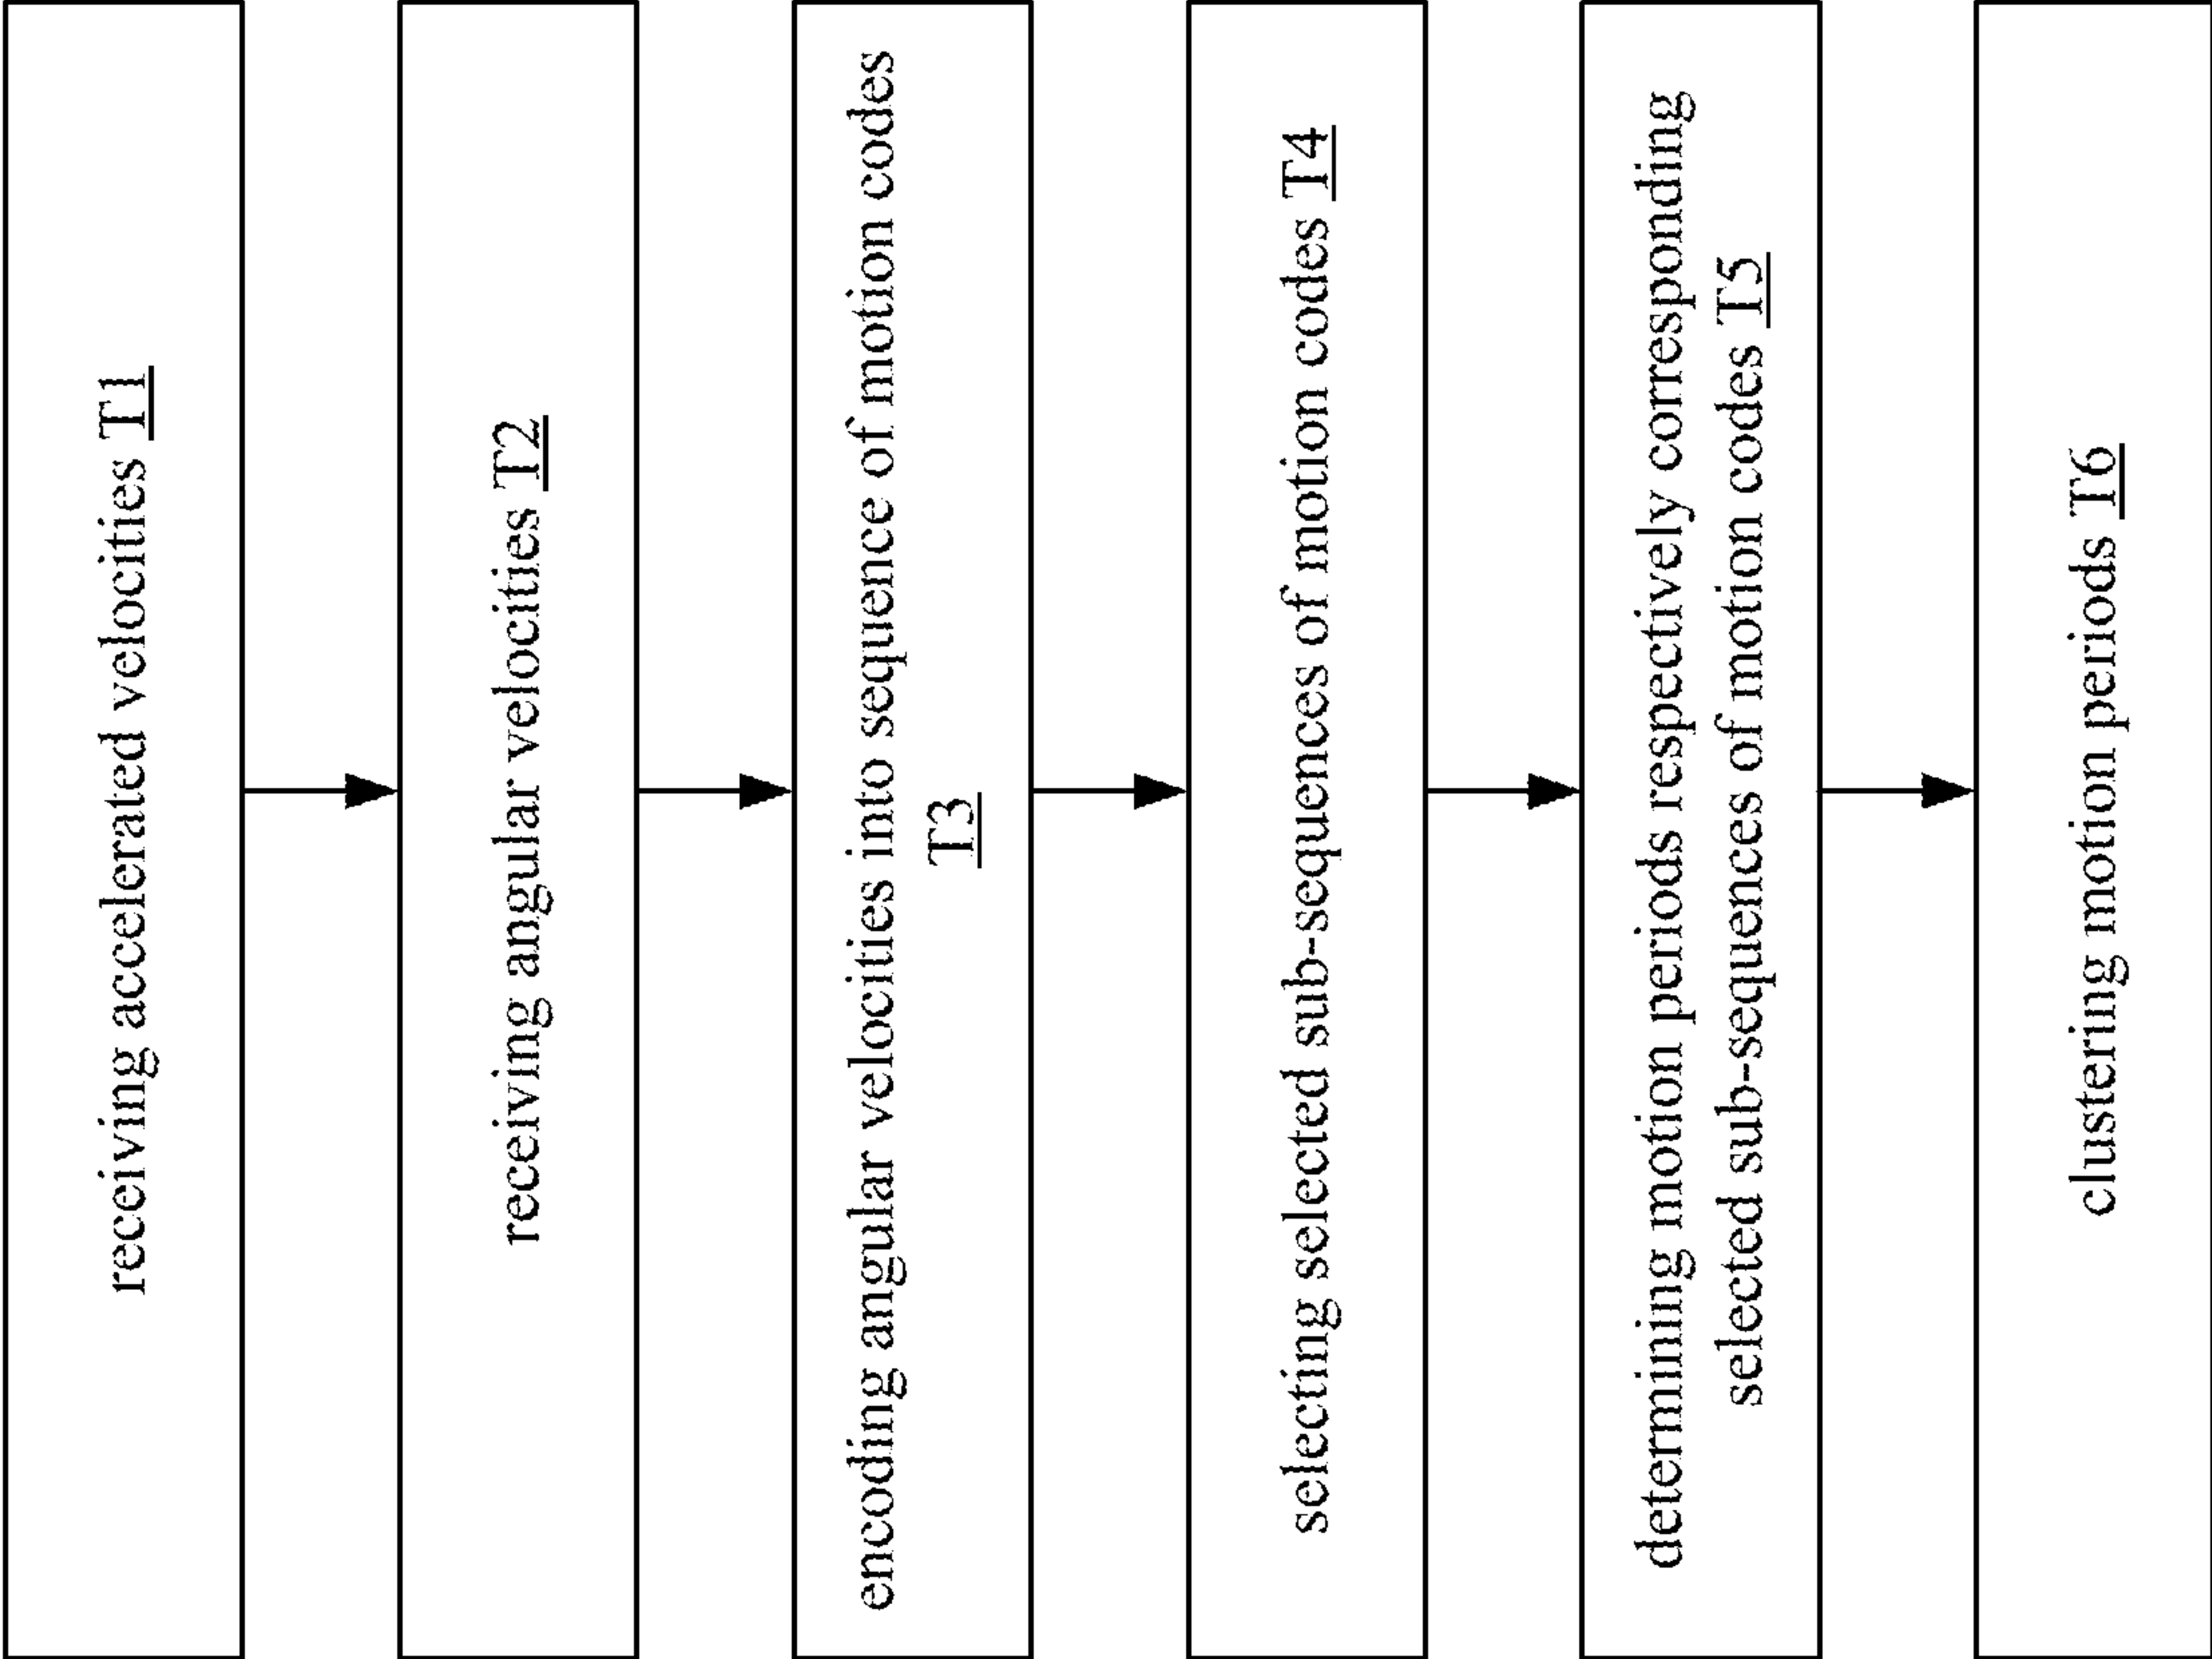 receiving accelerated velocities T1
receiving angular velocities T2
encoding angular velocities into sequence of motion codes
T3
selecting selected sub-sequences of motion codes T4
determining motion periods respectively corresponding
selected sub-sequences of motion codes T5
clustering motion periods T6